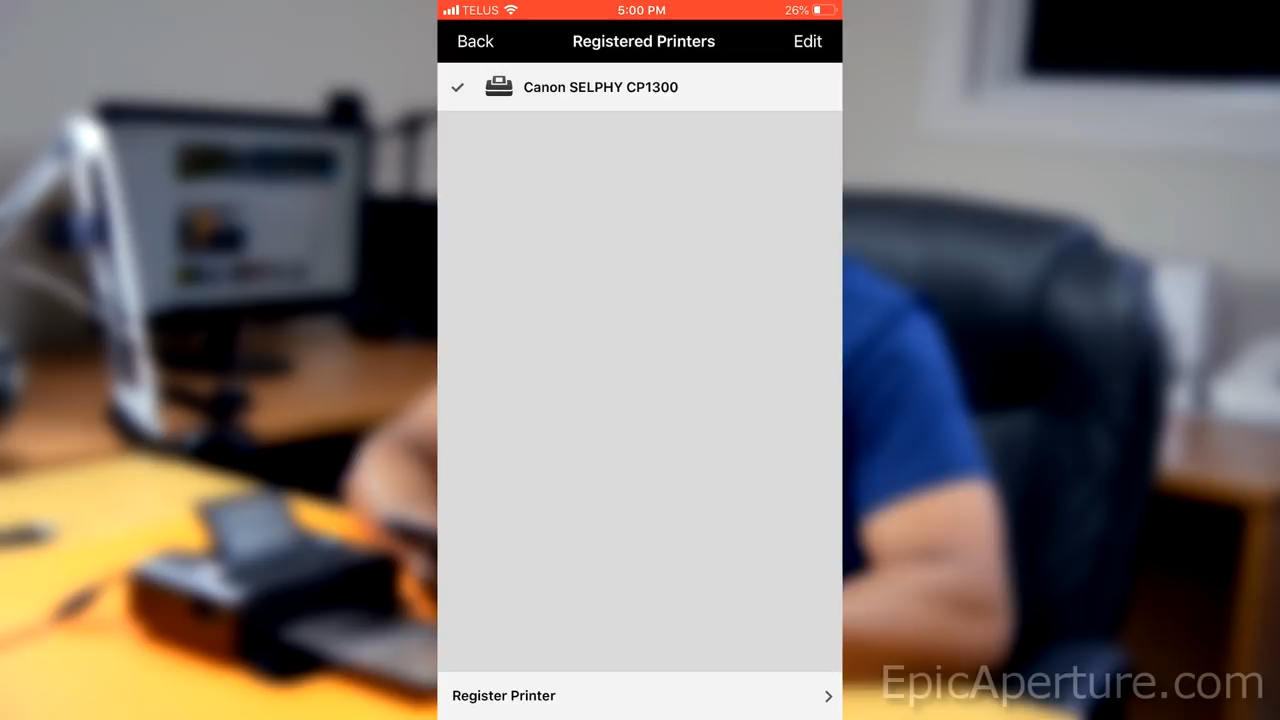 TELUS 5:00 PM 26%
Back Registered Printers Edit
Canon SELPHY CP1300
Register Printer
EpicAperture.com